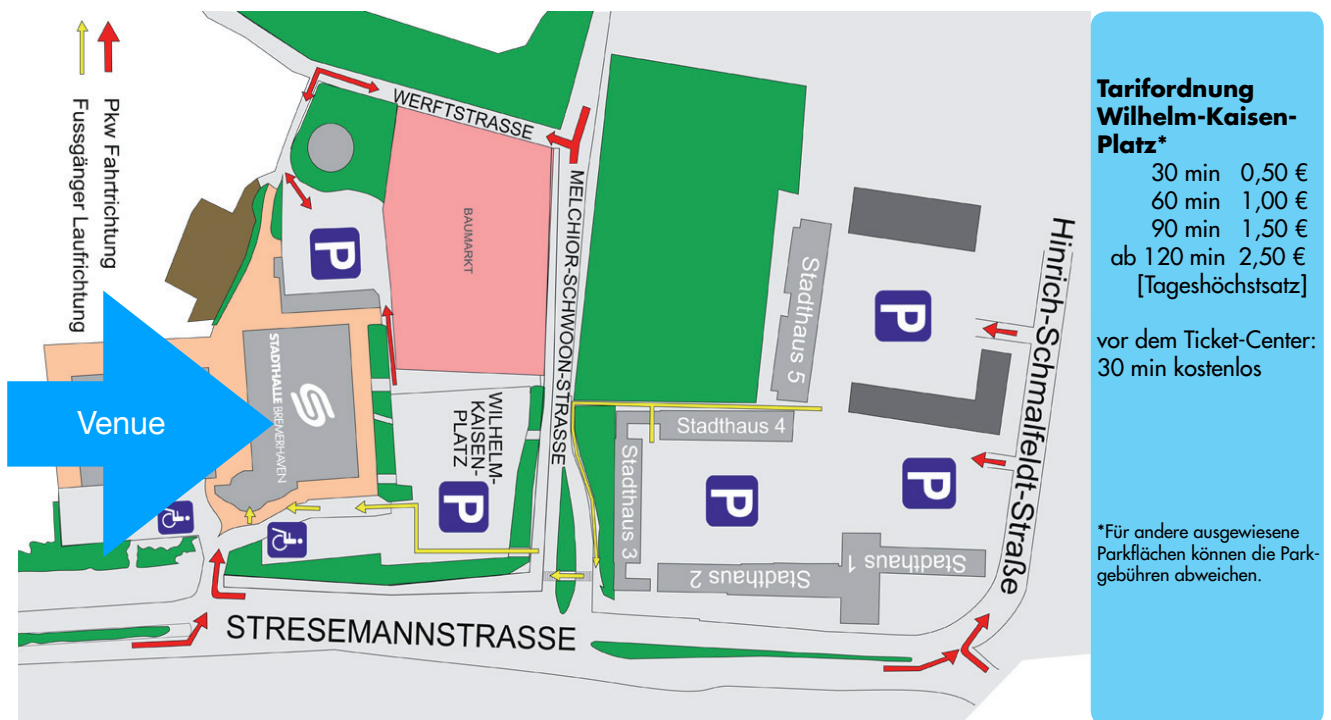 Pkw Fahrtrichtung
Fussgänger Laufrichtung
Venue
STADTHALLE BREMERHAVEN
WERFTSTRASSE
BAUMARKT
P
MELCHIOR-SCHWOON-STRASSE
WILHELM-
KAISEN-
PLATZ
P
Stadthaus 5
P
Hinrich-Schmalfeldt-Straße
Stadthaus 4
Stadthaus 3
P
P
Stadthaus 2
Stadthaus 1
STRESEMANNSTRASSE
Tarifordnung
Wilhelm-Kaisen-
Platz*
30 min 0,50 €
60 min 1,00 €
90 min 1,50 €
ab 120 min 2,50 €
[Tageshöchstsatz]
vor dem Ticket-Center:
30 min kostenlos
*Für andere ausgewiesene
Parkflächen können die Park-
gebühren abweichen.